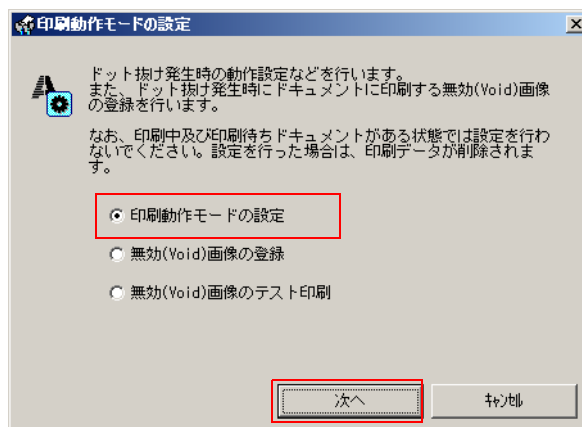 印刷動作モードの設定
ドット抜け発生時の動作設定などを行います。
また、ドット抜け発生時にドキュメントに印刷する無効(Void)画像
の登録を行います。
なお、印刷中及び印刷待ちドキュメントがある状態では設定を行わ
ないでください。設定を行った場合は、印刷データが削除されま
す。
印刷動作モードの設定
無効(Void)画像の登録
無効(Void)画像のテスト印刷
次へ
ｷｬﾝｾﾙ